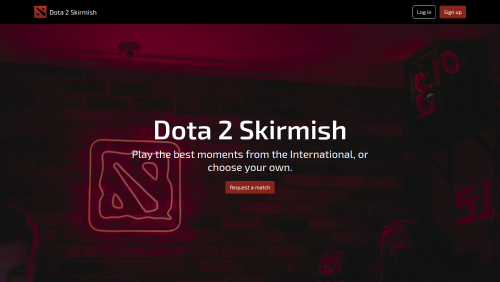 Dota 2 Skirmish
Log in
Sign up
Dota 2 Skirmish
Play the best moments from the International, or
choose your own.
Request a match